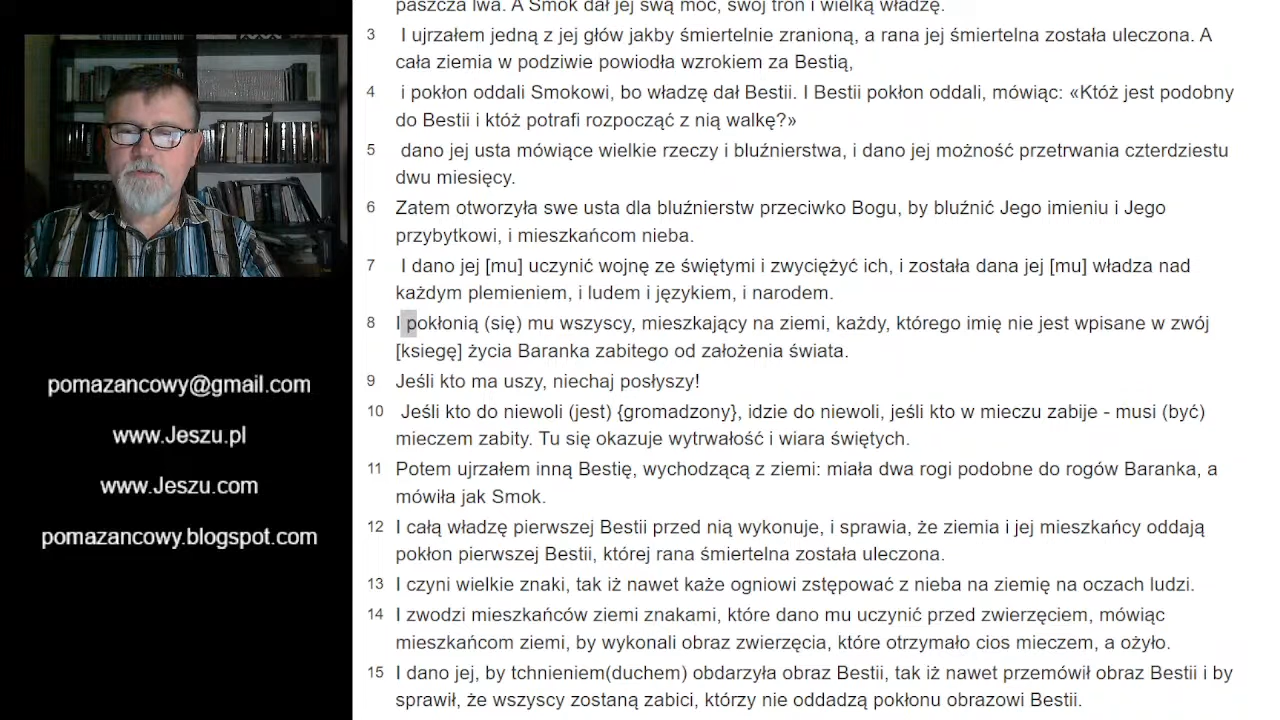 paszcza lwa. A Smok dał jej swą moc, swój tron i wielką władzę.
3 I ujrzałem jedną z jej głów jakby śmiertelnie zranioną, a rana jej śmiertelna została uleczona. A
cała ziemia w podziwie powiodła wzrokiem za Bestią,
4 i pokłon oddali Smokowi, bo władzę dał Bestii. I Bestii pokłon oddali, mówiąc: «Któż jest podobny
do Bestii i któż potrafi rozpocząć z nią walkę?»
5 dano jej usta mówiące wielkie rzeczy i bluźnierstwa, i dano jej możność przetrwania czterdziestu
dwu miesięcy.
6 Zatem otworzyła swe usta dla bluźnierstw przeciwko Bogu, by bluźnić Jego imieniu i Jego
przybytkowi, i mieszkańcom nieba.
7 I dano jej [mu] uczynić wojnę ze świętymi i zwyciężyć ich, i została dana jej [mu] władza nad
każdym plemieniem, i ludem i językiem, i narodem.
8 I pokłonią (się) mu wszyscy, mieszkający na ziemi, każdy, którego imię nie jest wpisane w zwój
[ksiegę] życia Baranka zabitego od założenia świata.
9 Jeśli kto ma uszy, niechaj posłyszy!
10 Jeśli kto do niewoli (jest) {gromadzony}, idzie do niewoli, jeśli kto w mieczu zabije - musi (być)
mieczem zabity. Tu się okazuje wytrwałość i wiara świętych.
11 Potem ujrzałem inną Bestię, wychodzącą z ziemi: miała dwa rogi podobne do rogów Baranka, a
mówiła jak Smok.
12 I całą władzę pierwszej Bestii przed nią wykonuje, i sprawia, że ziemia i jej mieszkańcy oddają
pokłon pierwszej Bestii, której rana śmiertelna została uleczona.
13 I czyni wielkie znaki, tak iż nawet każe ogniowi zstępować z nieba na ziemię na oczach ludzi.
14 I zwodzi mieszkańców ziemi znakami, które dano mu uczynić przed zwierzęciem, mówiąc
mieszkańcom ziemi, by wykonali obraz zwierzęcia, które otrzymało cios mieczem, a ożyło.
15 I dano jej, by tchnieniem(duchem) obdarzyła obraz Bestii, tak iż nawet przemówił obraz Bestii i by
sprawił, że wszyscy zostaną zabici, którzy nie oddadzą pokłonu obrazowi Bestii.
pomazancowy@gmail.com
www.Jeszu.pl
www.Jeszu.com
pomazancowy.blogspot.com